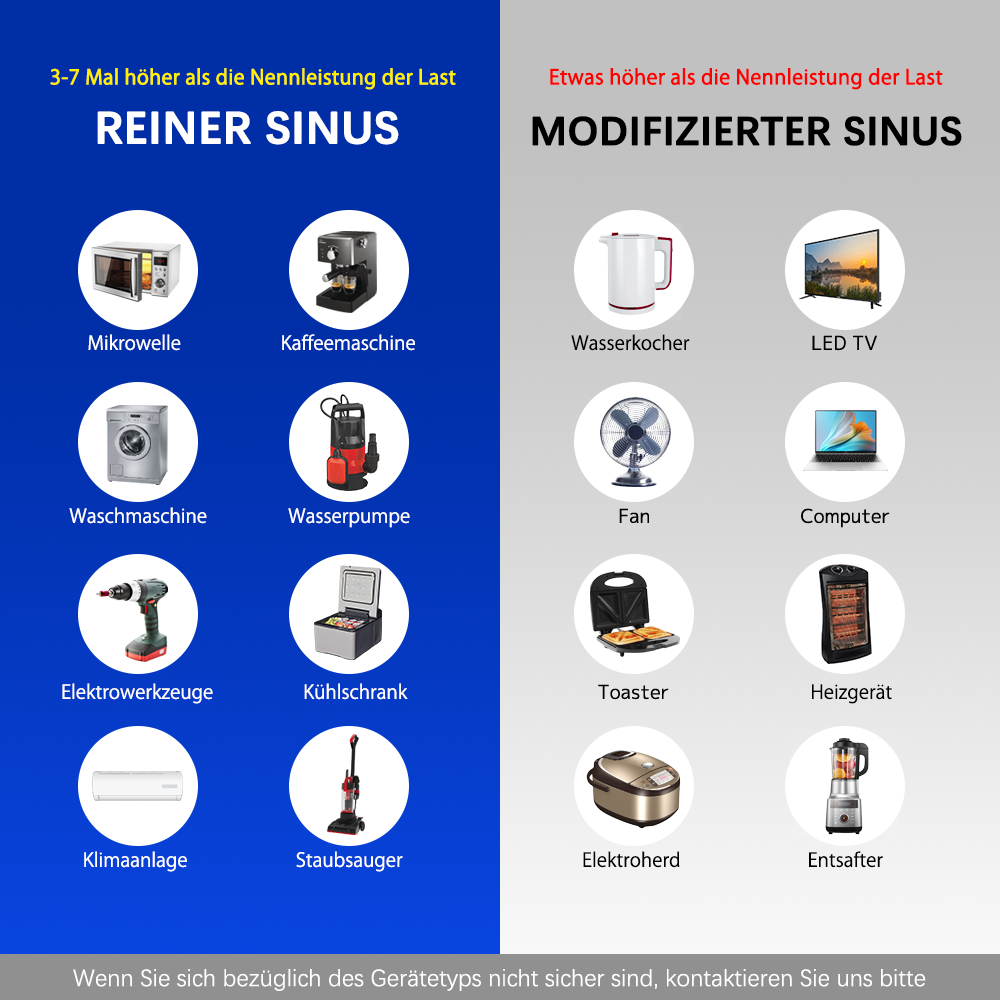 3-7 Mal höher als die Nennleistung der Last
REINER SINUS
Mikrowelle
Kaffeemaschine
Waschmaschine
Wasserpumpe
Elektrowerkzeuge
Kühlschrank
Klimaanlage
Staubsauger
Etwas höher als die Nennleistung der Last
MODIFIZIERTER SINUS
Wasserkocher
LED TV
Fan
Computer
Toaster
Heizgerät
Elektroherd
Entsafter
Wenn Sie sich bezüglich des Gerätetyps nicht sicher sind, kontaktieren Sie uns bitte